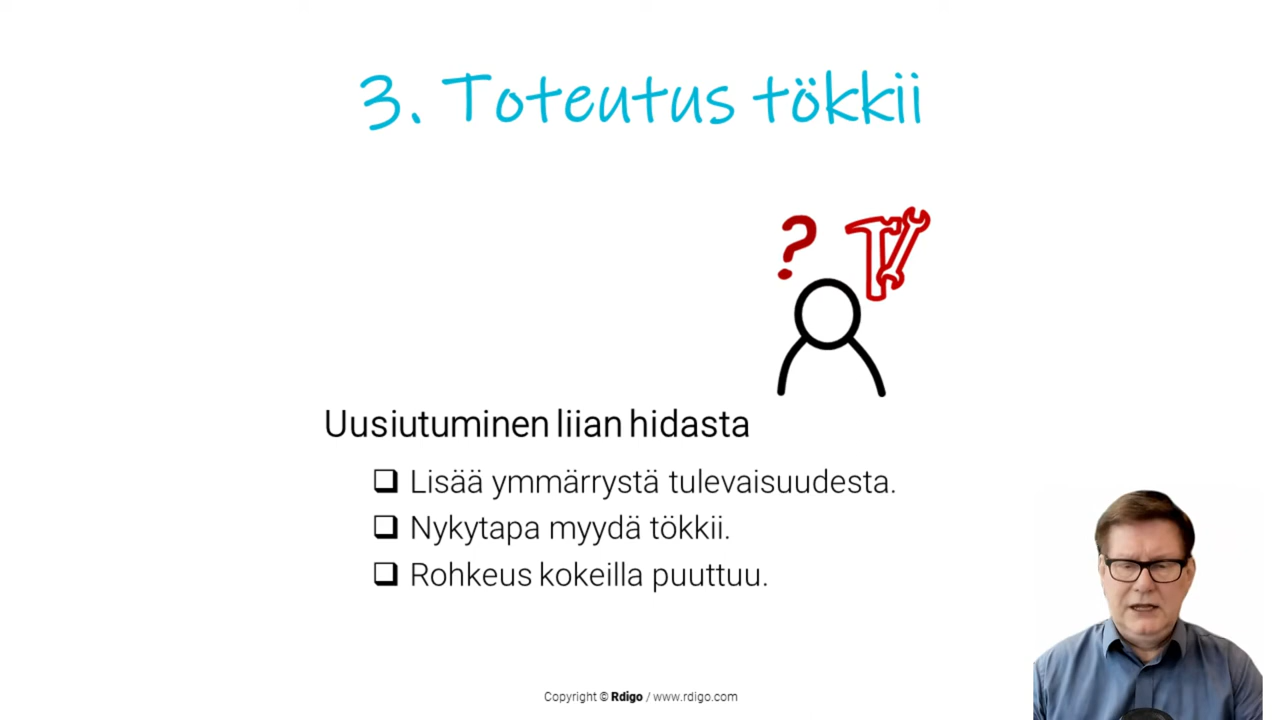 3. Toteutus tökkii
?
Uusiutuminen liian hidasta
❏ Lisää ymmärrystä tulevaisuudesta.
❏ Nykytapa myydä tökkii.
❏ Rohkeus kokeilla puuttuu.
Copyright © Rdigo / www.rdigo.com